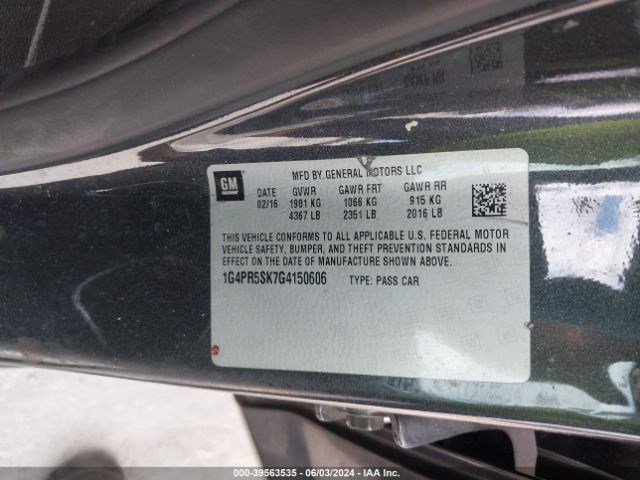 GM
MFD BY GENERAL MOTORS LLC
DATE GVWR GAWR FRT GAWR RR
02/16 1981 KG 1066 KG 915 KG
4367 LB 2351 LB 2016 LB
THIS VEHICLE CONFORMS TO ALL APPLICABLE U.S. FEDERAL MOTOR
VEHICLE SAFETY, BUMPER, AND THEFT PREVENTION STANDARDS IN
EFFECT ON THE DATE OF MANUFACTURE SHOWN ABOVE.
1G4PR5SK7G4150606 TYPE: PASS CAR
000-39563535 - 06/03/2024 - IAA Inc.